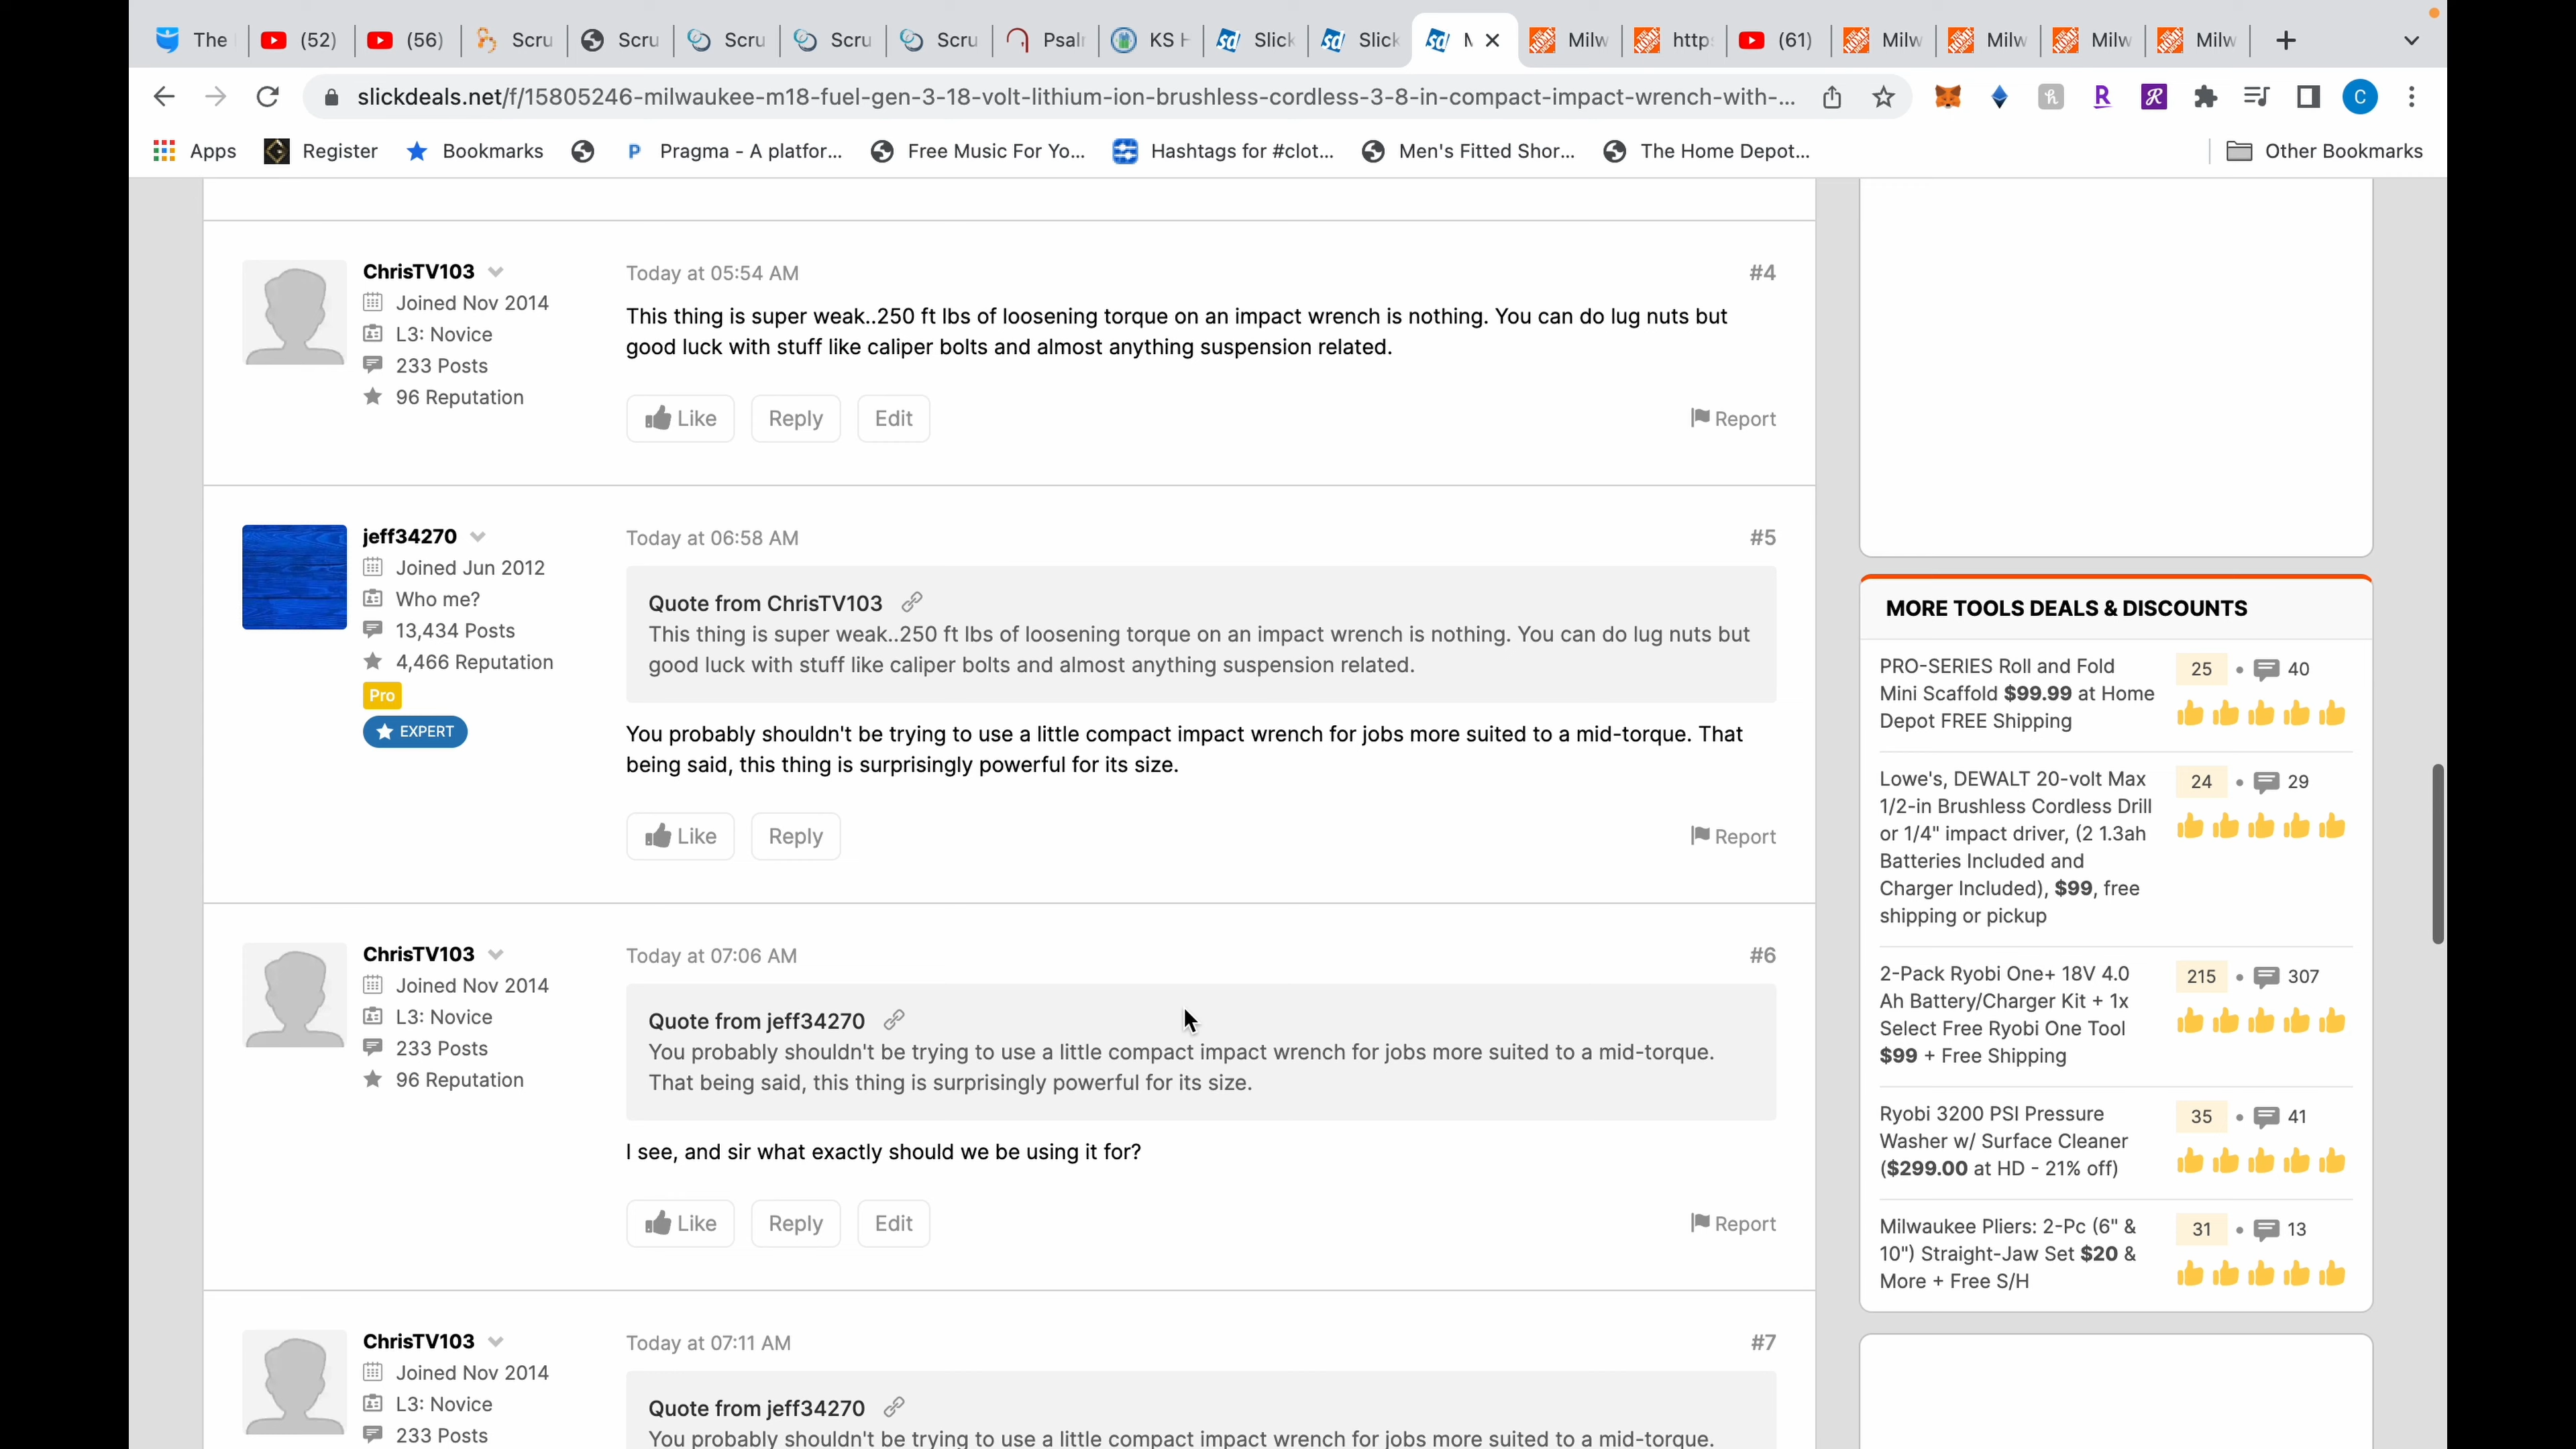 The
(52)
(56)
Scru
Scru
Scru
Scru
Scru
Psalr
KS H
Slick
Slick
Milw
http
(61)
Milw
Milw
Milw
Milw
slickdeals.net/f/15805246-milwaukee-m18-fuel-gen-3-18-volt-lithium-ion-brushless-cordless-3-8-in-compact-impact-wrench-with-...
C
Apps
Register
Bookmarks
Pragma - A platfor...
Free Music For Yo...
Hashtags for #clot...
Men's Fitted Shor...
The Home Depot...
Other Bookmarks
ChrisTV103
Joined Nov 2014
L3: Novice
233 Posts
96 Reputation
Today at 05:54 AM
#4
This thing is super weak..250 ft lbs of loosening torque on an impact wrench is nothing. You can do lug nuts but
good luck with stuff like caliper bolts and almost anything suspension related.
Like
Reply
Edit
Report
jeff34270
Joined Jun 2012
Who me?
13,434 Posts
4,466 Reputation
Pro
EXPERT
Today at 06:58 AM
#5
Quote from ChrisTV103
This thing is super weak..250 ft lbs of loosening torque on an impact wrench is nothing. You can do lug nuts but
good luck with stuff like caliper bolts and almost anything suspension related.
You probably shouldn't be trying to use a little compact impact wrench for jobs more suited to a mid-torque. That
being said, this thing is surprisingly powerful for its size.
Like
Reply
Report
ChrisTV103
Joined Nov 2014
L3: Novice
233 Posts
96 Reputation
Today at 07:06 AM
#6
Quote from jeff34270
You probably shouldn't be trying to use a little compact impact wrench for jobs more suited to a mid-torque.
That being said, this thing is surprisingly powerful for its size.
I see, and sir what exactly should we be using it for?
Like
Reply
Edit
Report
ChrisTV103
Joined Nov 2014
L3: Novice
233 Posts
Today at 07:11 AM
#7
Quote from jeff34270
You probably shouldn't be trying to use a little compact impact wrench for jobs more suited to a mid-torque.
MORE TOOLS DEALS & DISCOUNTS
PRO-SERIES Roll and Fold
Mini Scaffold $99.99 at Home
Depot FREE Shipping
25 • 40
Lowe's, DEWALT 20-volt Max
1/2-in Brushless Cordless Drill
or 1/4" impact driver, (2 1.3ah
Batteries Included and
Charger Included), $99, free
shipping or pickup
24 • 29
2-Pack Ryobi One+ 18V 4.0
Ah Battery/Charger Kit + 1x
Select Free Ryobi One Tool
$99 + Free Shipping
215 • 307
Ryobi 3200 PSI Pressure
Washer w/ Surface Cleaner
($299.00 at HD - 21% off)
35 • 41
Milwaukee Pliers: 2-Pc (6" &
10") Straight-Jaw Set $20 &
More + Free S/H
31 • 13